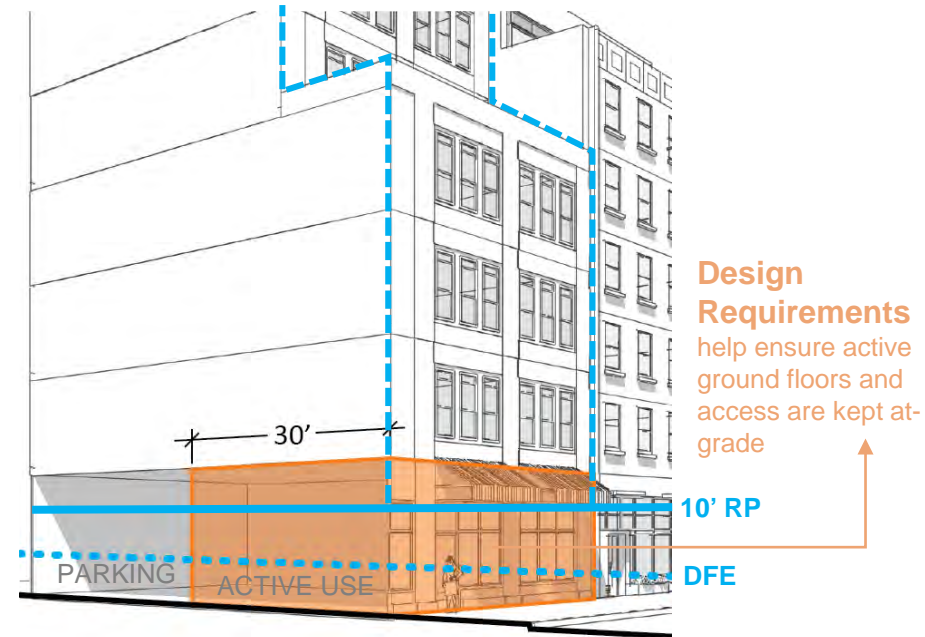 Design
Requirements
help ensure active
ground floors and
access are kept at-
grade
30’
10’ RP
PARKING
ACTIVE USE
DFE